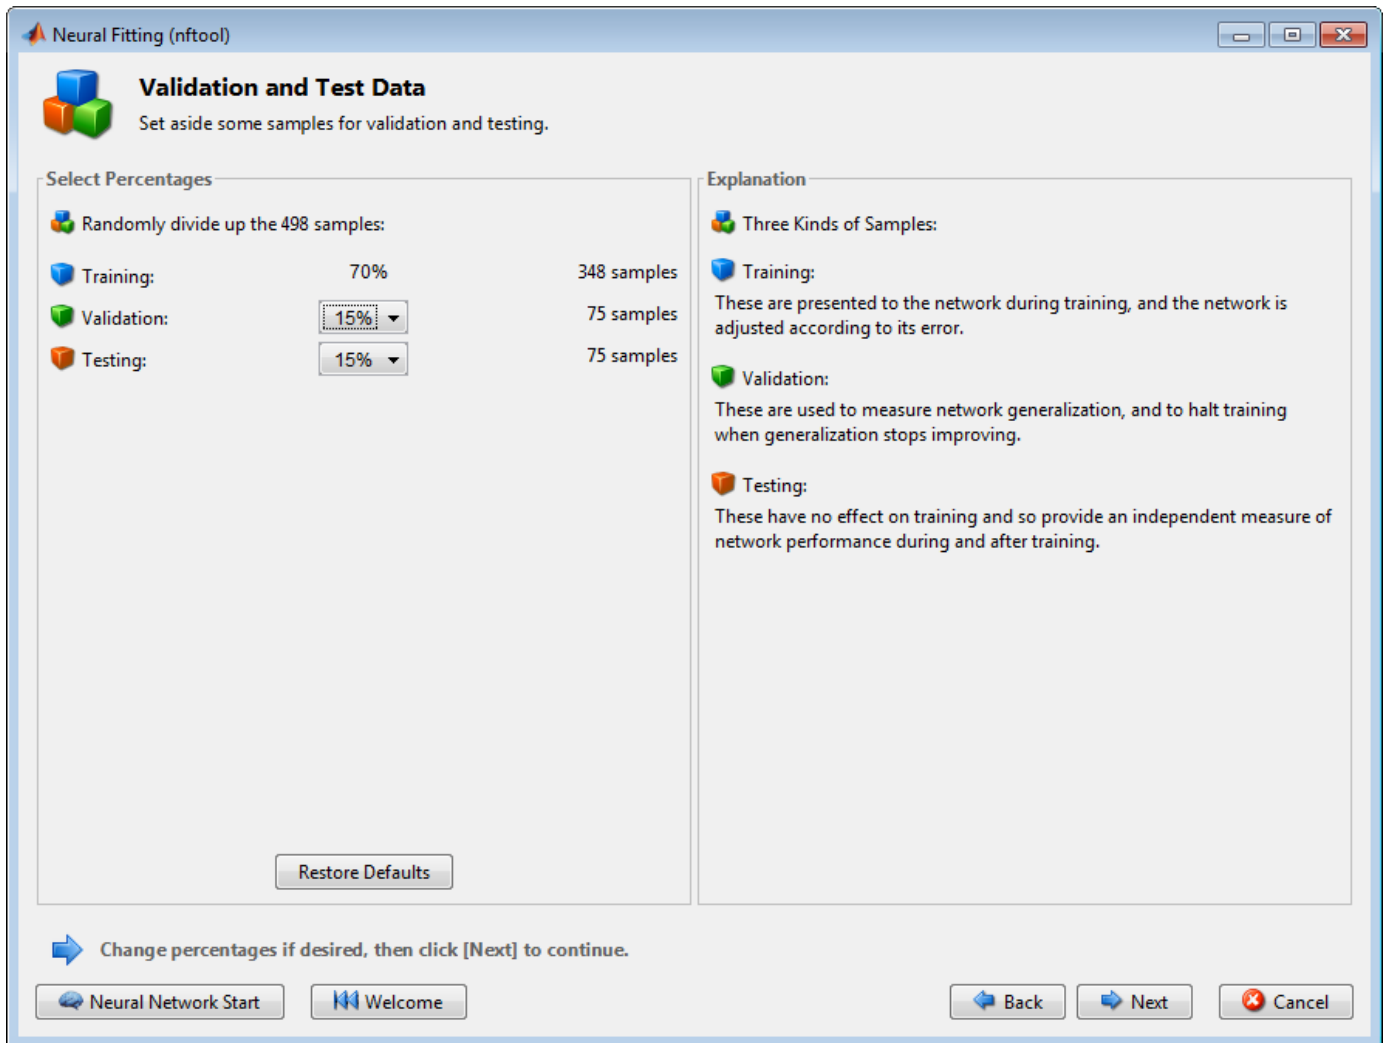 Neural Fitting (nftool)
Validation and Test Data
Set aside some samples for validation and testing.
Select Percentages
Randomly divide up the 498 samples:
Training: 70% 348 samples
Validation: 15% 75 samples
Testing: 15% 75 samples
Restore Defaults
Explanation
Three Kinds of Samples:
Training:
These are presented to the network during training, and the network is
adjusted according to its error.
Validation:
These are used to measure network generalization, and to halt training
when generalization stops improving.
Testing:
These have no effect on training and so provide an independent measure of
network performance during and after training.
Change percentages if desired, then click [Next] to continue.
Neural Network Start Welcome Back Next Cancel